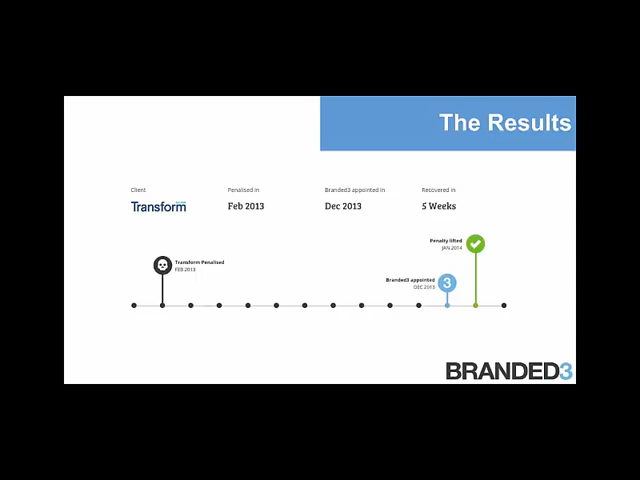 The Results
Client Penalised in Branded3 appointed in Recovered in
Transform Feb 2013 Dec 2013 5 Weeks
Penalty lifted
JAN 2014
Transform Penalised
FEB 2013
Branded3 appointed
DEC 2013
3
BRANDED3